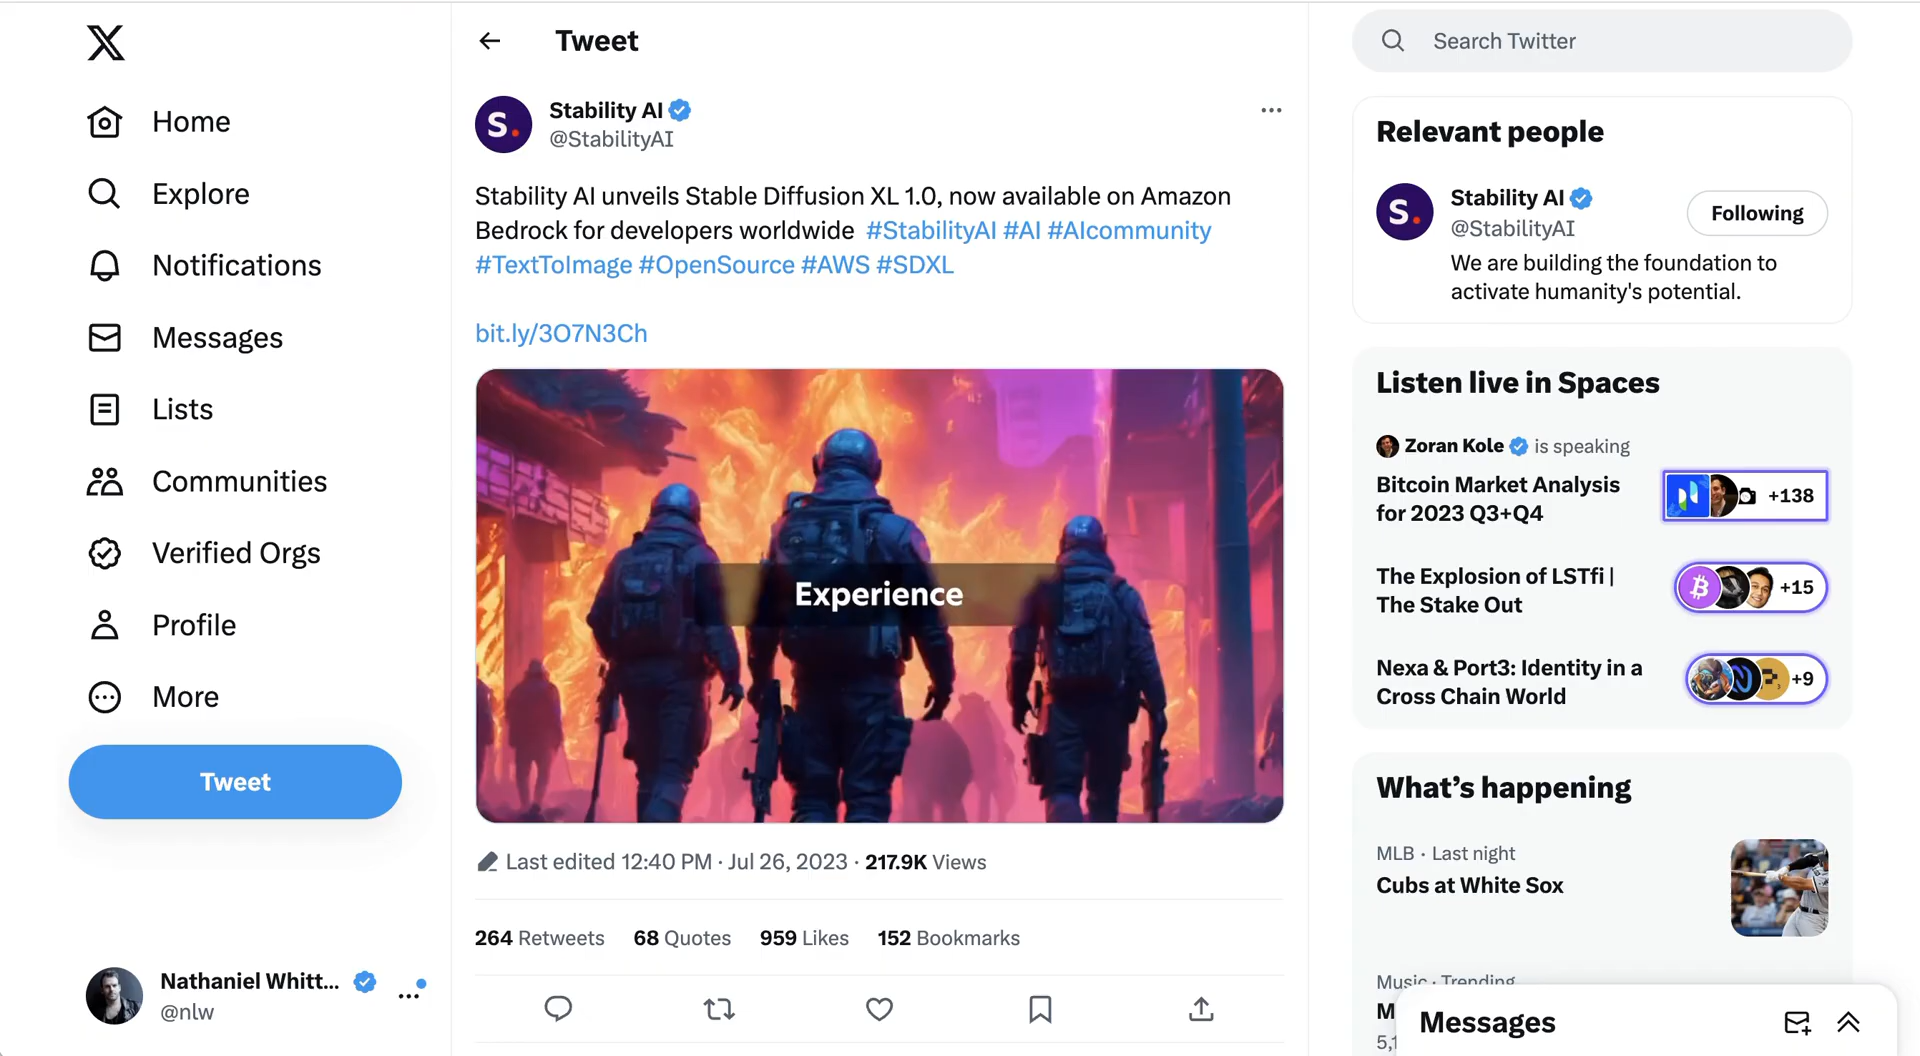 X
Home
Explore
Notifications
Messages
Lists
Communities
Verified Orgs
Profile
More
Tweet
Nathaniel Whitt...
@nlw
Tweet
S.
Stability AI
@StabilityAI
Stability AI unveils Stable Diffusion XL 1.0, now available on Amazon
Bedrock for developers worldwide #StabilityAI #AI #AIcommunity
#TextToImage #OpenSource #AWS #SDXL
bit.ly/3O7N3Ch
Experience
Last edited 12:40 PM · Jul 26, 2023 · 217.9K Views
264 Retweets 68 Quotes 959 Likes 152 Bookmarks
Search Twitter
Relevant people
S.
Stability AI
@StabilityAI
Following
We are building the foundation to
activate humanity's potential.
Listen live in Spaces
Zoran Kole is speaking
Bitcoin Market Analysis
for 2023 Q3+Q4
+138
The Explosion of LSTfi |
The Stake Out
+15
Nexa & Port3: Identity in a
Cross Chain World
+9
What's happening
MLB · Last night
Cubs at White Sox
Music · Trending
Messages